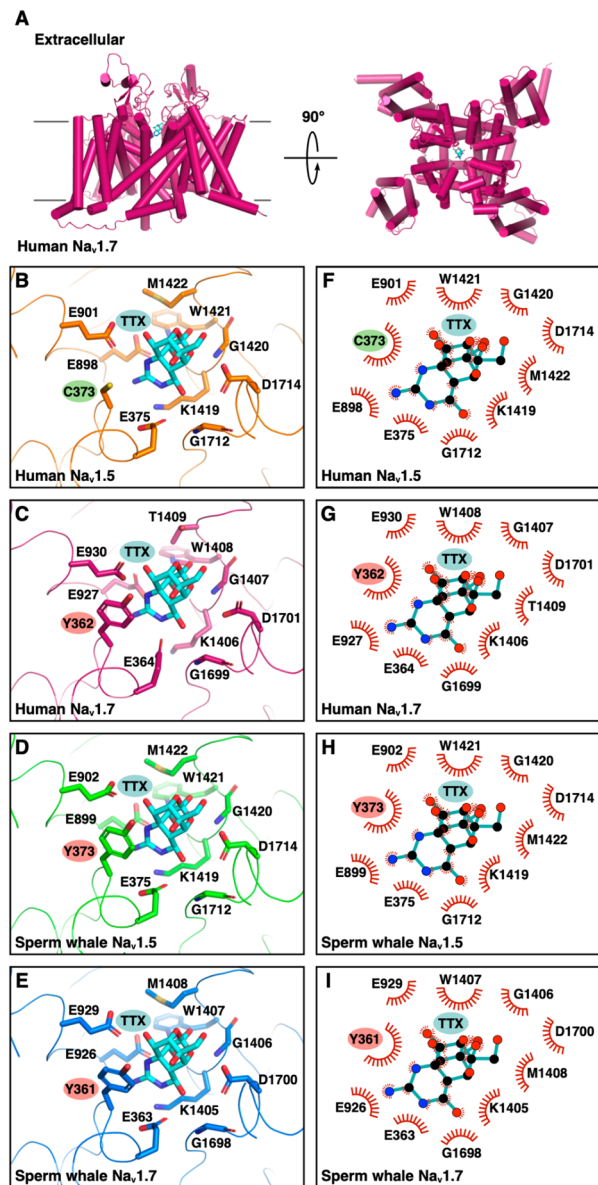 A
Extracellular
90°
Human Nav1.7
B
M1422
E901
TTX
W1421
E898
G1420
C373
D1714
K1419
E375
G1712
Human Nav1.5
F
E901
W1421
G1420
C373
TTX
D1714
M1422
E898
K1419
E375
G1712
Human Nav1.5
C
T1409
E930
TTX
W1408
E927
G1407
Y362
D1701
K1406
E364
G1699
Human Nav1.7
G
E930
W1408
G1407
Y362
TTX
D1701
T1409
E927
K1406
E364
G1699
Human Nav1.7
D
M1422
E902
TTX
W1421
E899
G1420
Y373
D1714
K1419
E375
G1712
Sperm whale Nav1.5
H
E902
W1421
G1420
Y373
TTX
D1714
M1422
E899
K1419
E375
G1712
Sperm whale Nav1.5
E
M1408
E929
TTX
W1407
E926
G1406
Y361
D1700
K1405
E363
G1698
Sperm whale Nav1.7
I
E929
W1407
G1406
Y361
TTX
D1700
M1408
E926
K1405
E363
G1698
Sperm whale Nav1.7